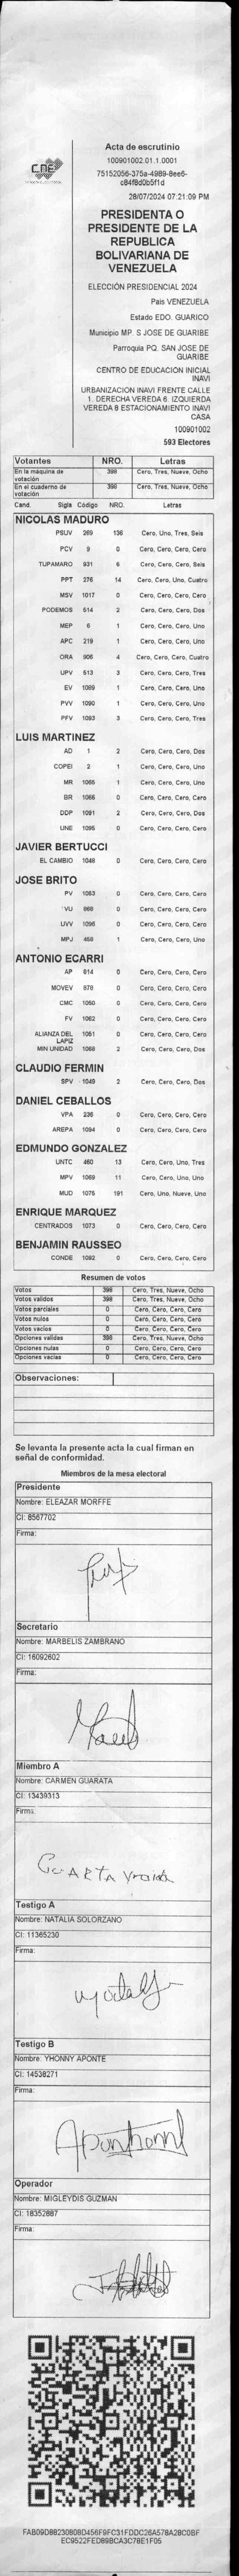 CNE
Acta de escrutinio
100901002.01.1.0001
75152056-375a-4989-8ee6-
c84f8d0b5f1d
28/07/2024 07:21:09 PM
PRESIDENTA O
PRESIDENTE DE LA
REPUBLICA
BOLIVARIANA DE
VENEZUELA
ELECCIÓN PRESIDENCIAL 2024
Pais VENEZUELA
Estado EDO. GUARICO
Municipio MP. S JOSE DE GUARIBE
Parroquia PQ. SAN JOSE DE
GUARIBE
CENTRO DE EDUCACION INICIAL
INAVI
URBANIZACION INAVI FRENTE CALLE
1. DERECHA VEREDA 6. IZQUIERDA
VEREDA 8 ESTACIONAMIENTO INAVI
CASA
100901002
593 Electores
Votantes NRO. Letras
En la máquina de votación 398 Cero, Tres, Nueve, Ocho
En el cuaderno de votación 398 Cero, Tres, Nueve, Ocho
Cand. Sigla Código NRO. Letras
NICOLAS MADURO
PSUV 269 136 Cero, Uno, Tres, Seis
PCV 9 0 Cero, Cero, Cero, Cero
TUPAMARO 931 6 Cero, Cero, Cero, Seis
PPT 276 14 Cero, Cero, Uno, Cuatro
MSV 1017 0 Cero, Cero, Cero, Cero
PODEMOS 514 2 Cero, Cero, Cero, Dos
MEP 6 1 Cero, Cero, Cero, Uno
APC 219 1 Cero, Cero, Cero, Uno
ORA 906 4 Cero, Cero, Cero, Cuatro
UPV 513 3 Cero, Cero, Cero, Tres
EV 1089 1 Cero, Cero, Cero, Uno
PVV 1090 1 Cero, Cero, Cero, Uno
PFV 1093 3 Cero, Cero, Cero, Tres
LUIS MARTINEZ
AD 1 2 Cero, Cero, Cero, Dos
COPEI 2 1 Cero, Cero, Cero, Uno
MR 1065 1 Cero, Cero, Cero, Uno
BR 1066 0 Cero, Cero, Cero, Cero
DDP 1091 2 Cero, Cero, Cero, Dos
UNE 1095 0 Cero, Cero, Cero, Cero
JAVIER BERTUCCI
EL CAMBIO 1048 0 Cero, Cero, Cero, Cero
JOSE BRITO
PV 1053 0 Cero, Cero, Cero, Cero
VU 868 0 Cero, Cero, Cero, Cero
UVV 1096 0 Cero, Cero, Cero, Cero
MPJ 458 1 Cero, Cero, Cero, Uno
ANTONIO ECARRI
AP 614 0 Cero, Cero, Cero, Cero
MOVEV 878 0 Cero, Cero, Cero, Cero
CMC 1050 0 Cero, Cero, Cero, Cero
FV 1062 0 Cero, Cero, Cero, Cero
ALIANZA DEL LAPIZ 1051 0 Cero, Cero, Cero, Cero
MIN UNIDAD 1068 2 Cero, Cero, Cero, Dos
CLAUDIO FERMIN
SPV 1049 2 Cero, Cero, Cero, Dos
DANIEL CEBALLOS
VPA 236 0 Cero, Cero, Cero, Cero
AREPA 1094 0 Cero, Cero, Cero, Cero
EDMUNDO GONZALEZ
UNTC 460 13 Cero, Cero, Uno, Tres
MPV 1069 11 Cero, Cero, Uno, Uno
MUD 1075 191 Cero, Uno, Nueve, Uno
ENRIQUE MARQUEZ
CENTRADOS 1073 0 Cero, Cero, Cero, Cero
BENJAMIN RAUSSEO
CONDE 1092 0 Cero, Cero, Cero, Cero
Resumen de votos
Votos 398 Cero, Tres, Nueve, Ocho
Votos validos 398 Cero, Tres, Nueve, Ocho
Votos parciales 0 Cero, Cero, Cero, Cero
Votos nulos 0 Cero, Cero, Cero, Cero
Votos vacios 0 Cero, Cero, Cero, Cero
Opciones validas 398 Cero, Tres, Nueve, Ocho
Opciones nulas 0 Cero, Cero, Cero, Cero
Opciones vacias 0 Cero, Cero, Cero, Cero
Observaciones:
Se levanta la presente acta la cual firman en
señal de conformidad.
Miembros de la mesa electoral
Presidente
Nombre: ELEAZAR MORFFE
CI: 8567702
Firma:
Secretario
Nombre: MARBELIS ZAMBRANO
CI: 16092602
Firma:
Miembro A
Nombre: CARMEN GUARATA
CI: 13439313
Firma:
Testigo A
Nombre: NATALIA SOLORZANO
CI: 11365230
Firma:
Testigo B
Nombre: YHONNY APONTE
CI: 14538271
Firma:
Operador
Nombre: MIGLEYDIS GUZMAN
CI: 18352887
Firma:
FAB09D88230808D456F9FC31FDDC26A578A28C0BF
EC9522FED89BCA3C78E1F05